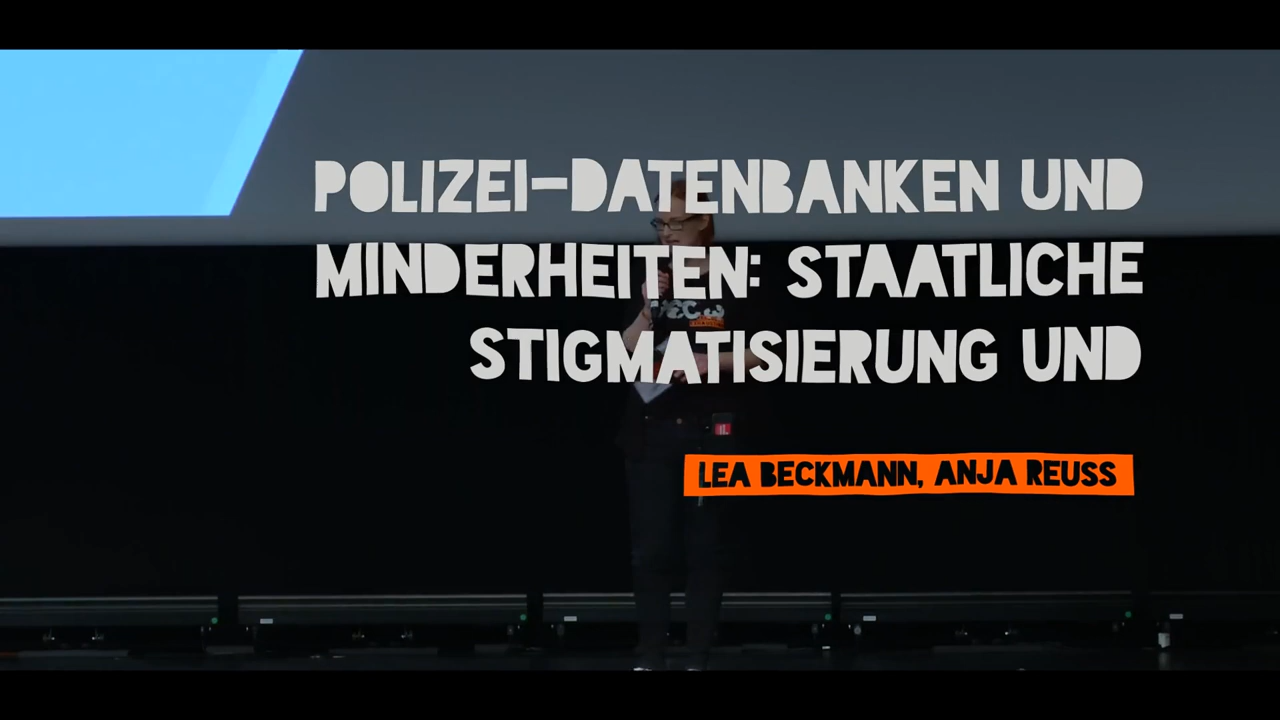 POLIZEI-DATENBANKEN UND
MINDERHEITEN: STAATLICHE
STIGMATISIERUNG UND
LEA BECKMANN, ANJA REUSS